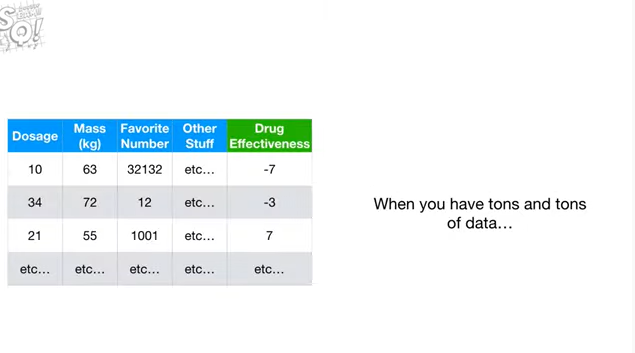 SQ!
Dosage Mass (kg) Favorite Number Other Stuff Drug Effectiveness
10 63 32132 etc... -7
34 72 12 etc... -3
21 55 1001 etc... 7
etc... etc... etc... etc... etc...
When you have tons and tons
of data...